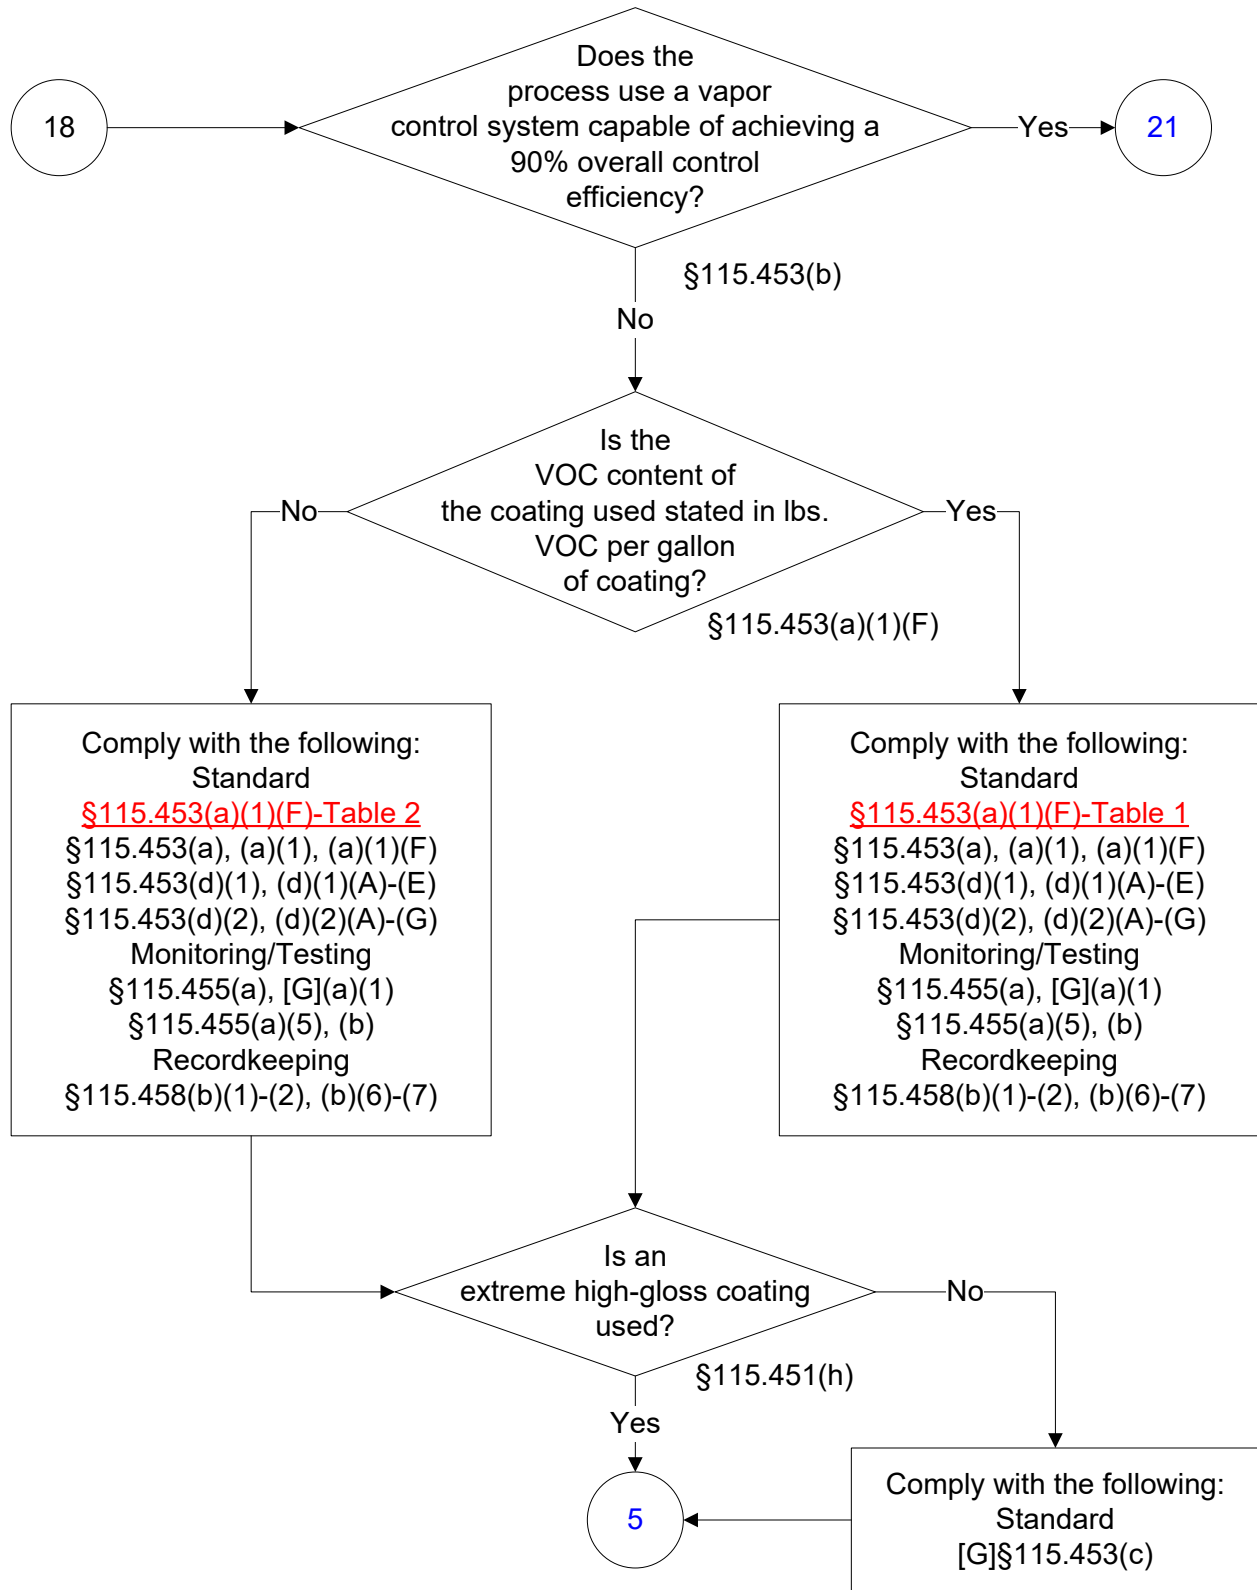 18
Does the
process use a vapor
control system capable of achieving a
90% overall control
efficiency?
Yes
21
§115.453(b)
No
Is the
VOC content of
the coating used stated in lbs.
VOC per gallon
of coating?
No
Yes
§115.453(a)(1)(F)
Comply with the following:
Standard
§115.453(a)(1)(F)-Table 2
§115.453(a), (a)(1), (a)(1)(F)
§115.453(d)(1), (d)(1)(A)-(E)
§115.453(d)(2), (d)(2)(A)-(G)
Monitoring/Testing
§115.455(a), [G](a)(1)
§115.455(a)(5), (b)
Recordkeeping
§115.458(b)(1)-(2), (b)(6)-(7)
Comply with the following:
Standard
§115.453(a)(1)(F)-Table 1
§115.453(a), (a)(1), (a)(1)(F)
§115.453(d)(1), (d)(1)(A)-(E)
§115.453(d)(2), (d)(2)(A)-(G)
Monitoring/Testing
§115.455(a), [G](a)(1)
§115.455(a)(5), (b)
Recordkeeping
§115.458(b)(1)-(2), (b)(6)-(7)
Is an
extreme high-gloss coating
used?
No
§115.451(h)
Yes
5
Comply with the following:
Standard
[G]§115.453(c)